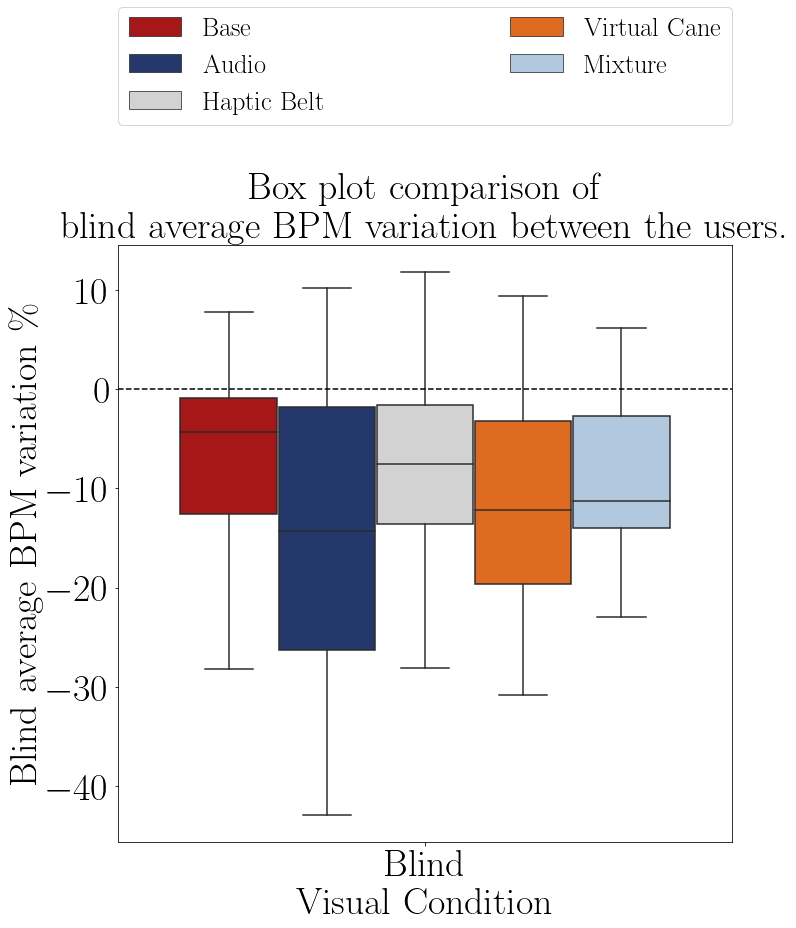 Base
Audio
Haptic Belt
Virtual Cane
Mixture
Box plot comparison of
blind average BPM variation between the users.
Blind average BPM variation %
10
0
−10
−20
−30
−40
Blind
Visual Condition